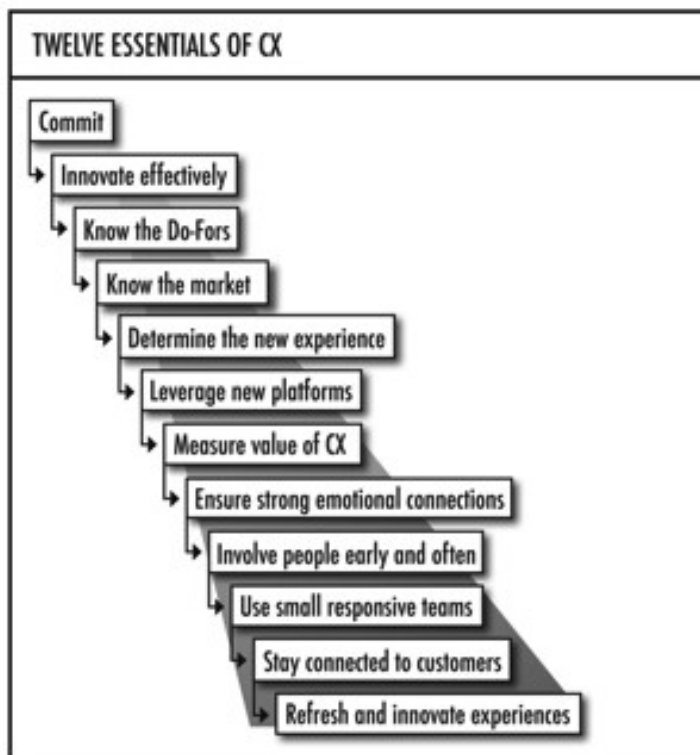 TWELVE ESSENTIALS OF CX
Commit
Innovate effectively
Know the Do-Fors
Know the market
Determine the new experience
Leverage new platforms
Measure value of CX
Ensure strong emotional connections
Involve people early and often
Use small responsive teams
Stay connected to customers
Refresh and innovate experiences